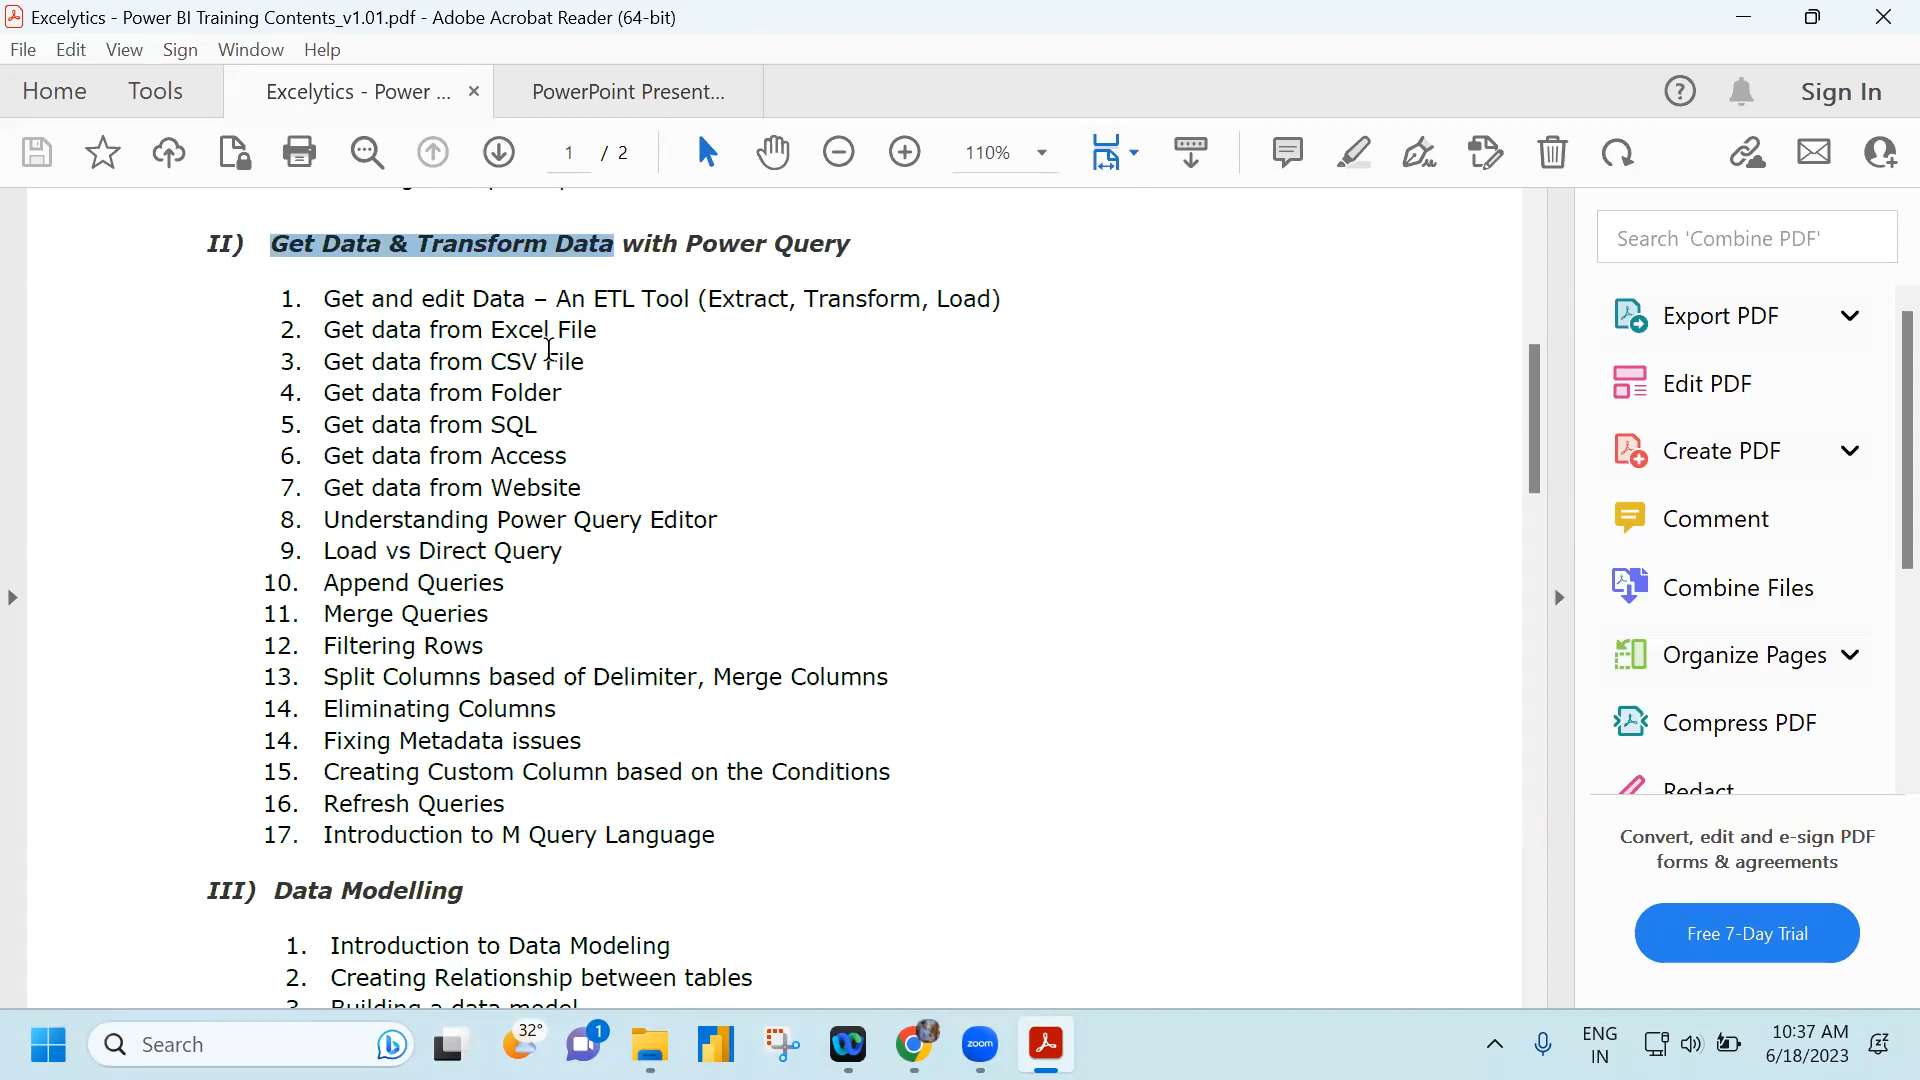 Excelytics - Power BI Training Contents_v1.01.pdf - Adobe Acrobat Reader (64-bit)
File Edit View Sign Window Help
Home Tools Excelytics - Power ... PowerPoint Present... Sign In
1 / 2 110%
II) Get Data & Transform Data with Power Query
1. Get and edit Data – An ETL Tool (Extract, Transform, Load)
2. Get data from Excel File
3. Get data from CSV File
4. Get data from Folder
5. Get data from SQL
6. Get data from Access
7. Get data from Website
8. Understanding Power Query Editor
9. Load vs Direct Query
10. Append Queries
11. Merge Queries
12. Filtering Rows
13. Split Columns based of Delimiter, Merge Columns
14. Eliminating Columns
14. Fixing Metadata issues
15. Creating Custom Column based on the Conditions
16. Refresh Queries
17. Introduction to M Query Language
III) Data Modelling
1. Introduction to Data Modeling
2. Creating Relationship between tables
3. Building a data model
Search 'Combine PDF'
Export PDF
Edit PDF
Create PDF
Comment
Combine Files
Organize Pages
Compress PDF
Redact
Convert, edit and e-sign PDF
forms & agreements
Free 7-Day Trial
Search
32°
1
zoom
ENG
IN
10:37 AM
6/18/2023